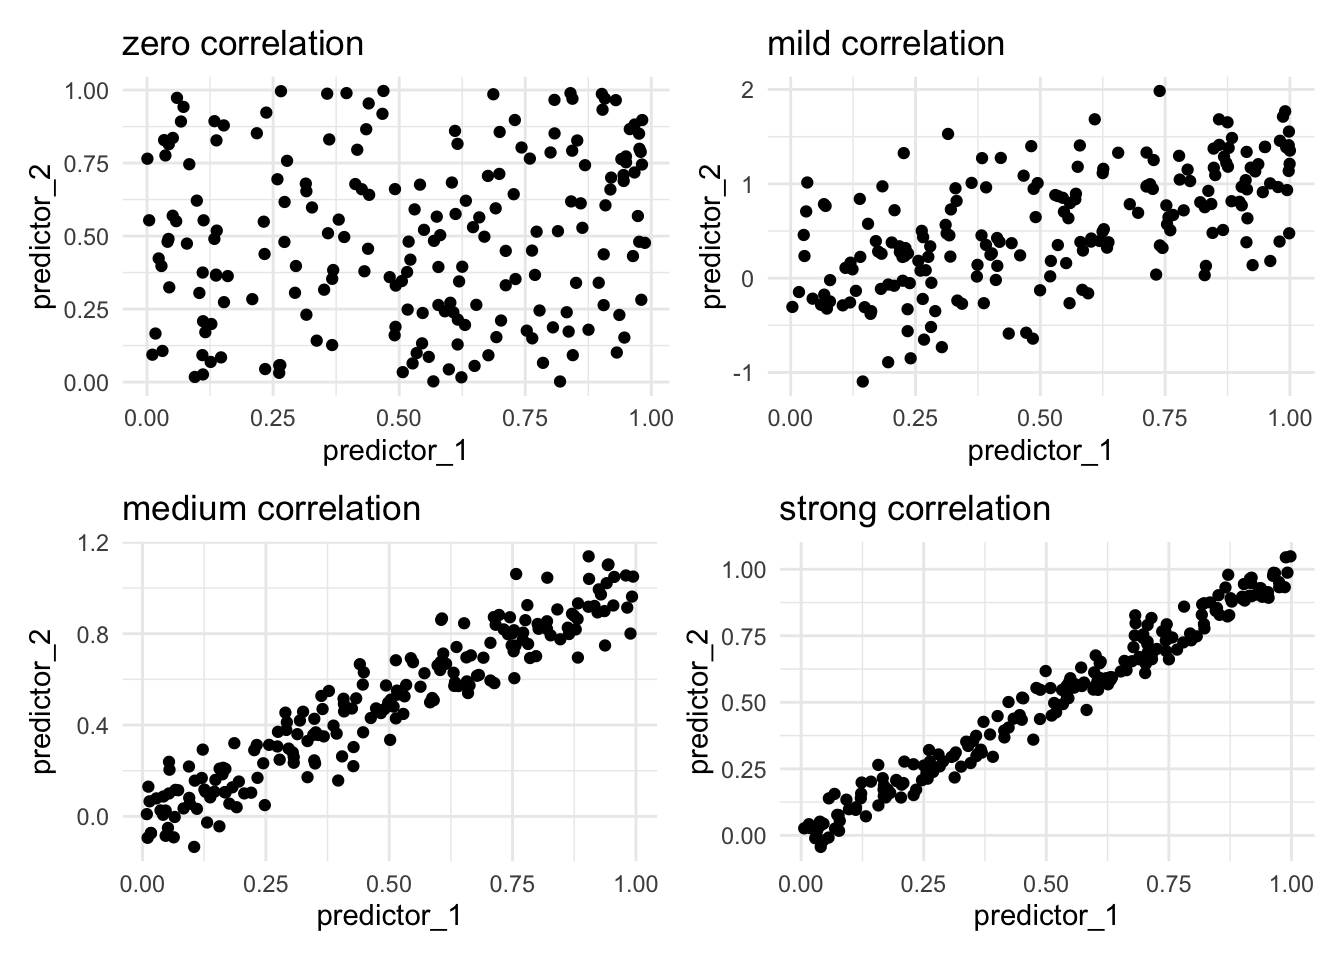 zero correlation
1.00
0.75
0.50
0.25
0.00
predictor_2
0.00 0.25 0.50 0.75 1.00
predictor_1
mild correlation
2
1
0
-1
predictor_2
0.00 0.25 0.50 0.75 1.00
predictor_1
medium correlation
1.2
0.8
0.4
0.0
predictor_2
0.00 0.25 0.50 0.75 1.00
predictor_1
strong correlation
1.00
0.75
0.50
0.25
0.00
predictor_2
0.00 0.25 0.50 0.75 1.00
predictor_1